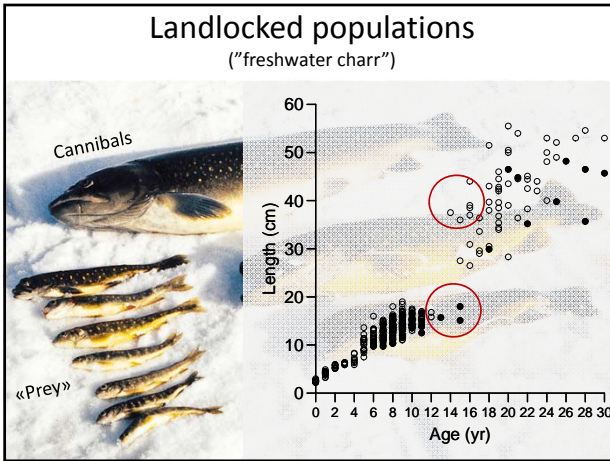 Landlocked populations
(”freshwater charr”)
Cannibals
«Prey»
Length (cm)
60
50
40
30
20
10
0
0 2 4 6 8 10 12 14 16 18 20 22 24 26 28 30
Age (yr)